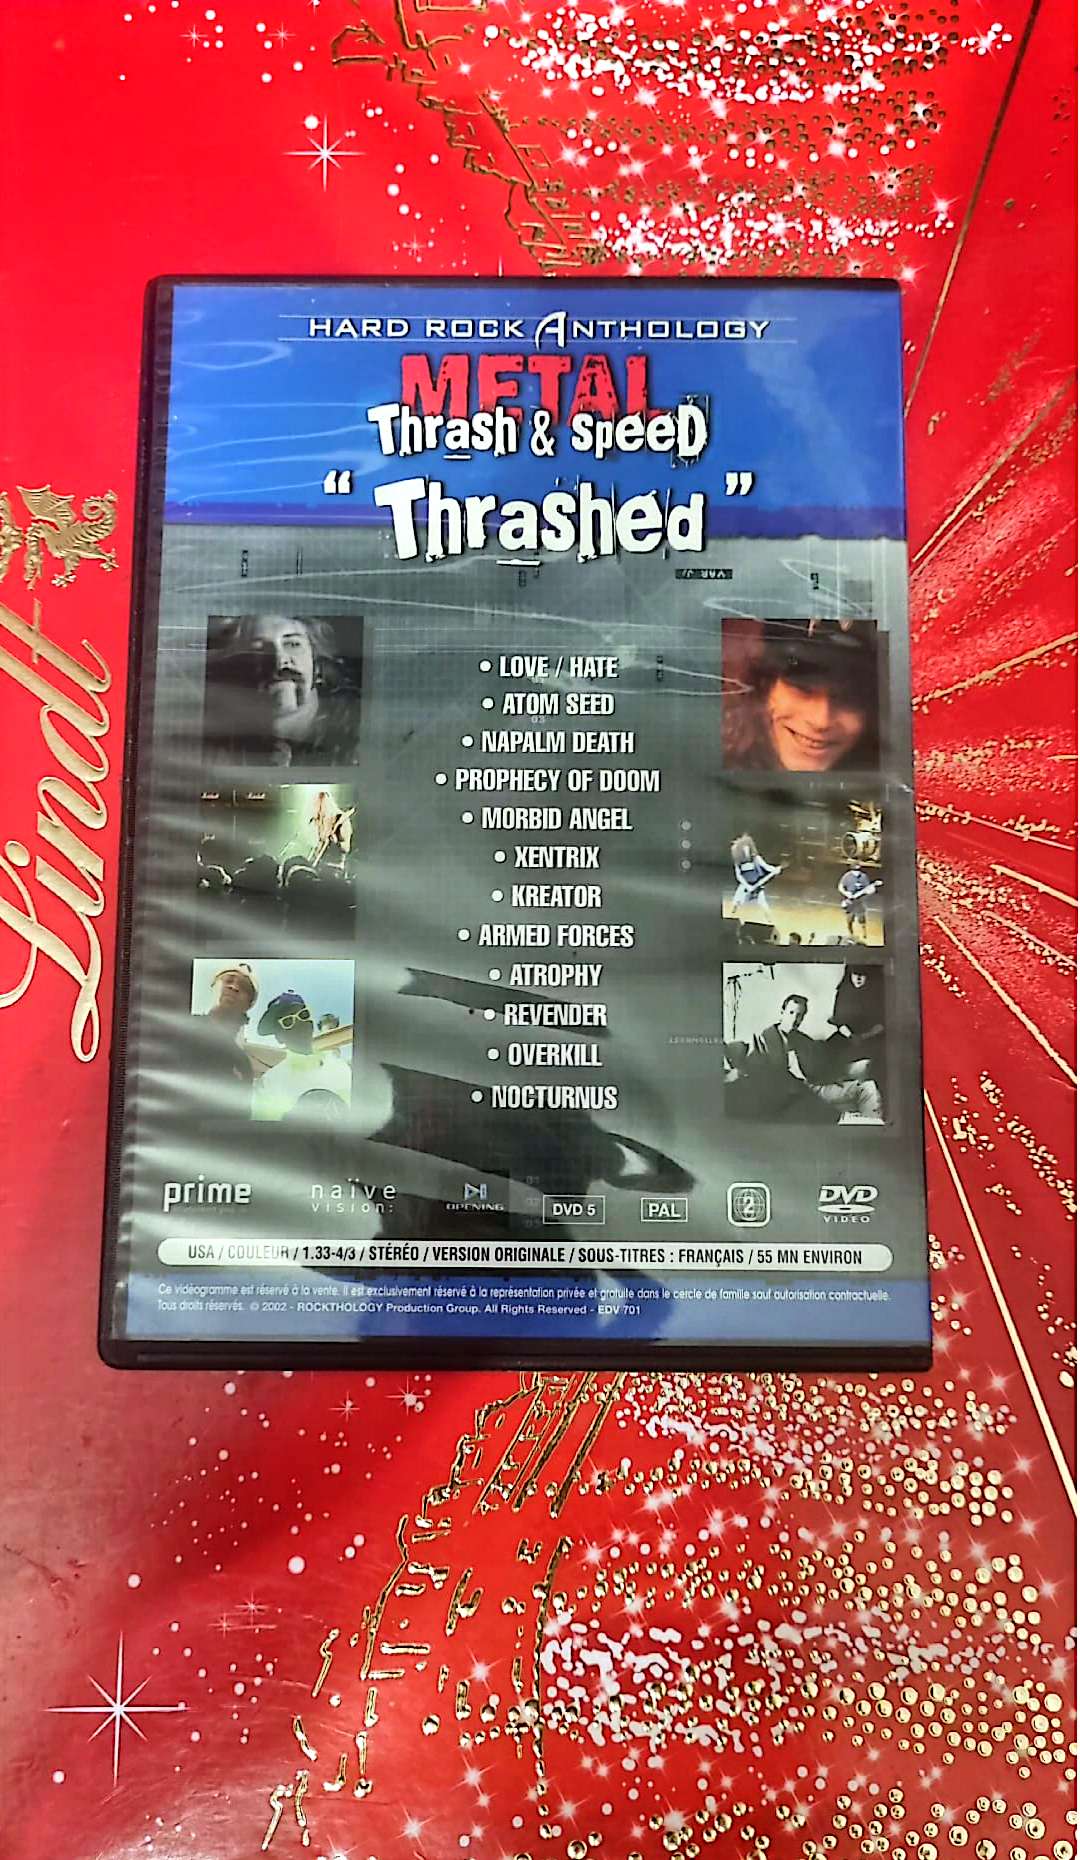 HARD ROCK ANTHOLOGY
METAL
Thrash & SpeeD
" Thrashed "
• LOVE / HATE
• ATOM SEED
• NAPALM DEATH
• PROPHECY OF DOOM
• MORBID ANGEL
• XENTRIX
• KREATOR
• ARMED FORCES
• ATROPHY
• REVENDER
• OVERKILL
• NOCTURNUS
Lindt
prime
naïve
vision:
OPENING
DVD 5
PAL
2
DVD
VIDEO
USA / COULEUR / 1.33-4/3 / STÉRÉO / VERSION ORIGINALE / SOUS-TITRES : FRANÇAIS / 55 MN ENVIRON
Ce vidéogramme est réservé à la vente. Il est exclusivement réservé à la représentation privée et gratuite dans le cercle de famille sauf autorisation contractuelle.
Tous droits réservés. © 2002 - ROCKTHOLOGY Production Group. All Rights Reserved - EDV 701